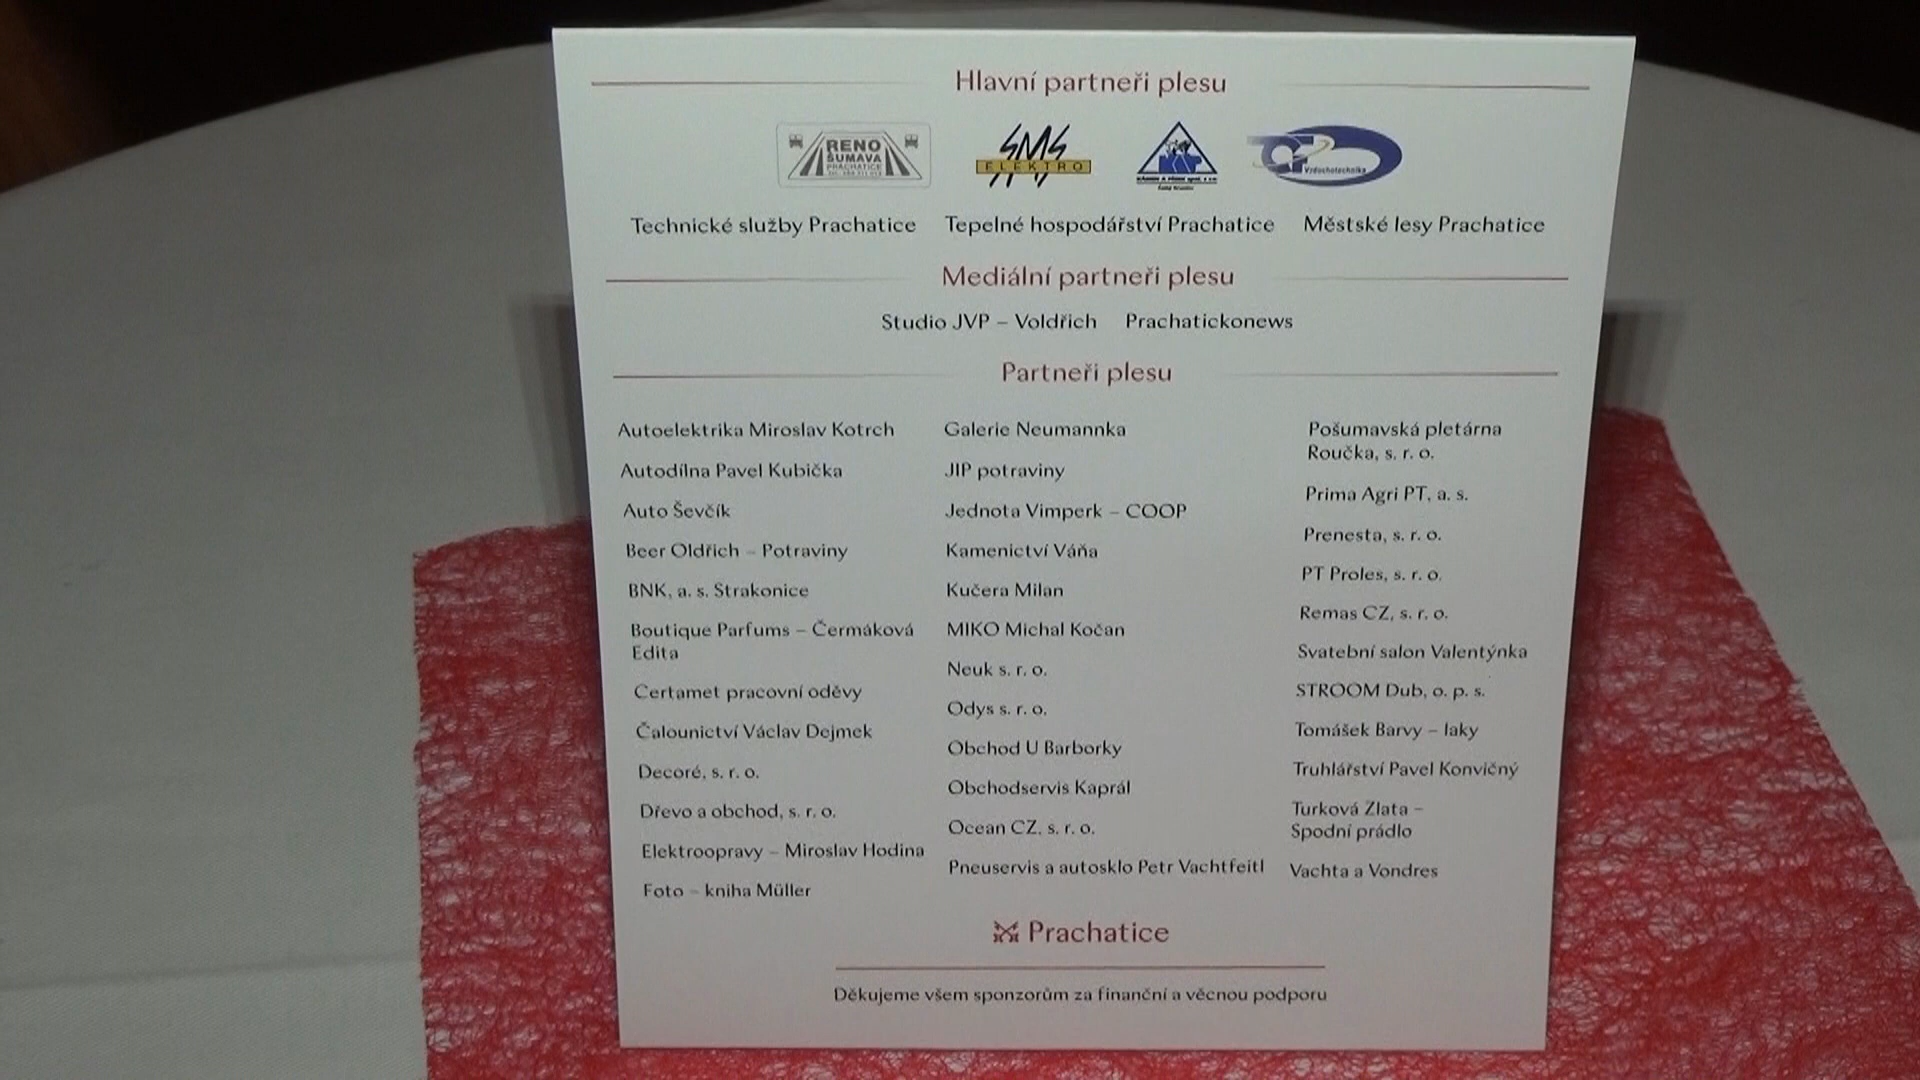 Hlavní partneři plesu
RENO
ŠUMAVA
PRACHATICE
SMS
ELEKTRO
Vzduchotechnika
Technické služby Prachatice
Tepelné hospodářství Prachatice
Městské lesy Prachatice
Mediální partneři plesu
Studio JVP – Voldřich
Prachatickonews
Partneři plesu
Autoelektrika Miroslav Kotrch
Autodílna Pavel Kubička
Auto Ševčík
Beer Oldřich – Potraviny
BNK, a. s. Strakonice
Boutique Parfums – Čermáková
Edita
Certamet pracovní oděvy
Čalounictví Václav Dejmek
Decoré, s. r. o.
Dřevo a obchod, s. r. o.
Elektroopravy – Miroslav Hodina
Foto – kniha Müller
Galerie Neumannka
JIP potraviny
Jednota Vimperk – COOP
Kamenictví Váňa
Kučera Milan
MIKO Michal Kočan
Neuk s. r. o.
Odys s. r. o.
Obchod U Barborky
Obchodservis Kaprál
Ocean CZ, s. r. o.
Pneuservis a autosklo Petr Vachtfeitl
Pošumavská pletárna
Roučka, s. r. o.
Prima Agri PT, a. s.
Prenesta, s. r. o.
PT Proles, s. r. o.
Remas CZ, s. r. o.
Svatební salon Valentýnka
STROOM Dub, o. p. s.
Tomášek Barvy – laky
Truhlářství Pavel Konvičný
Turková Zlata –
Spodní prádlo
Vachta a Vondres
Prachatice
Děkujeme všem sponzorům za finanční a věcnou podporu